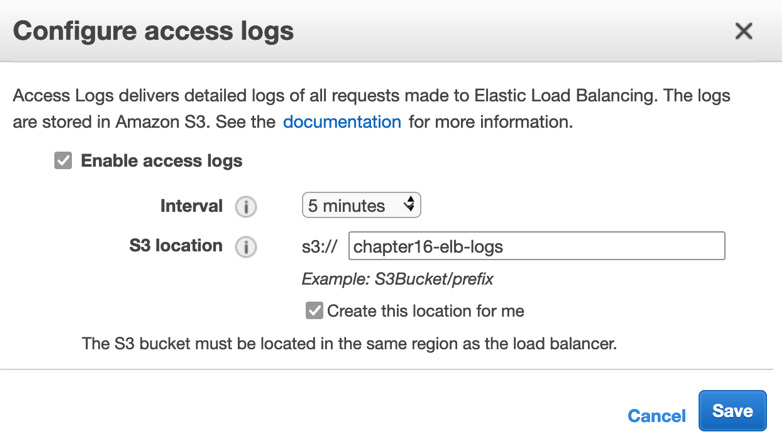 Configure access logs
Access Logs delivers detailed logs of all requests made to Elastic Load Balancing. The logs
are stored in Amazon S3. See the documentation for more information.
Enable access logs
Interval i 5 minutes
S3 location i s3:// chapter16-elb-logs
Example: S3Bucket/prefix
Create this location for me
The S3 bucket must be located in the same region as the load balancer.
Cancel Save